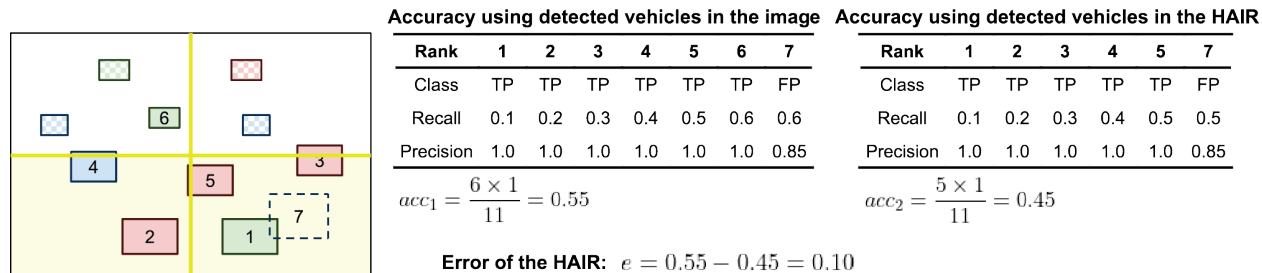 Accuracy using detected vehicles in the image
Rank 1 2 3 4 5 6 7
Class TP TP TP TP TP TP FP
Recall 0.1 0.2 0.3 0.4 0.5 0.6 0.6
Precision 1.0 1.0 1.0 1.0 1.0 1.0 0.85
acc₁ = (6 × 1)/11 = 0.55
Accuracy using detected vehicles in the HAIR
Rank 1 2 3 4 5 7
Class TP TP TP TP TP FP
Recall 0.1 0.2 0.3 0.4 0.5 0.5
Precision 1.0 1.0 1.0 1.0 1.0 0.85
acc₂ = (5 × 1)/11 = 0.45
Error of the HAIR: e = 0.55 − 0.45 = 0.10
6
4
3
5
7
2
1